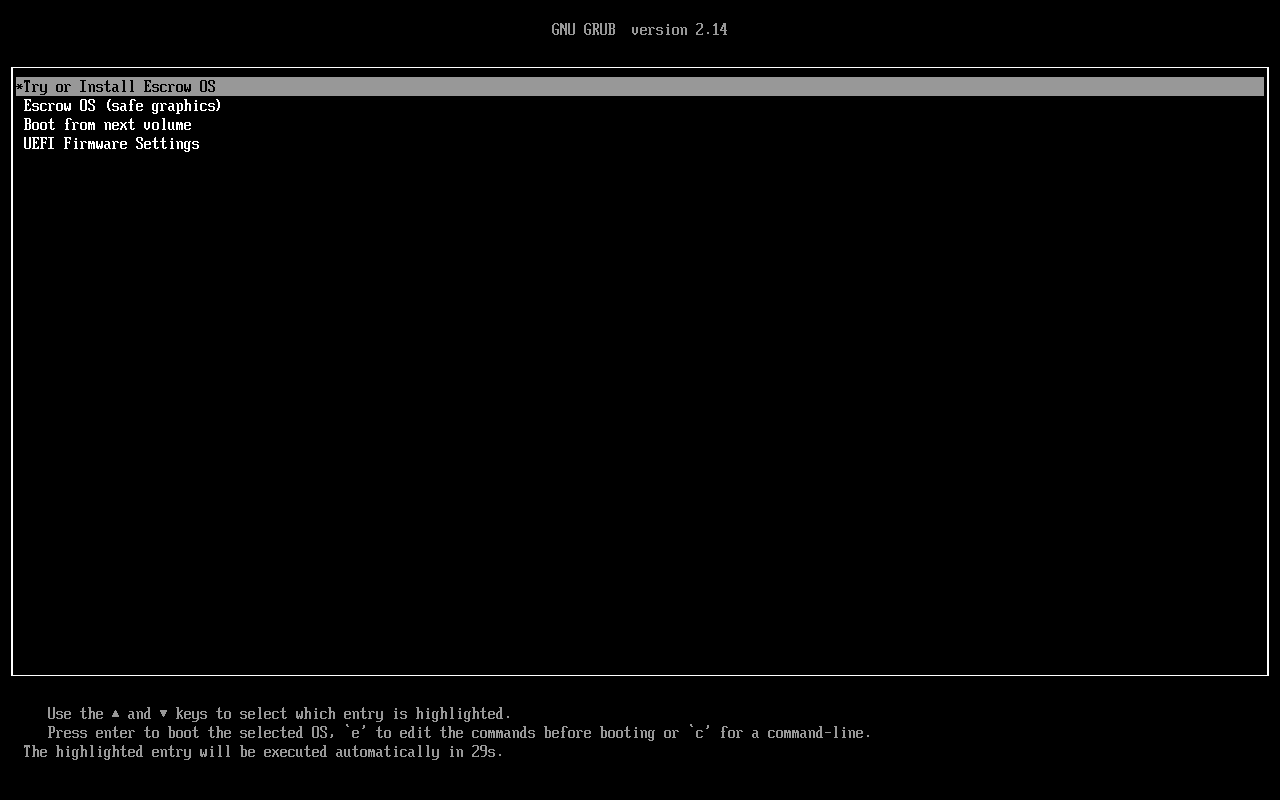 GNU GRUB  version 2.14
*Try or Install Escrow OS
Escrow OS (safe graphics)
Boot from next volume
UEFI Firmware Settings
Use the ▲ and ▼ keys to select which entry is highlighted.
Press enter to boot the selected OS, `e' to edit the commands before booting or `c' for a command-line.
The highlighted entry will be executed automatically in 29s.